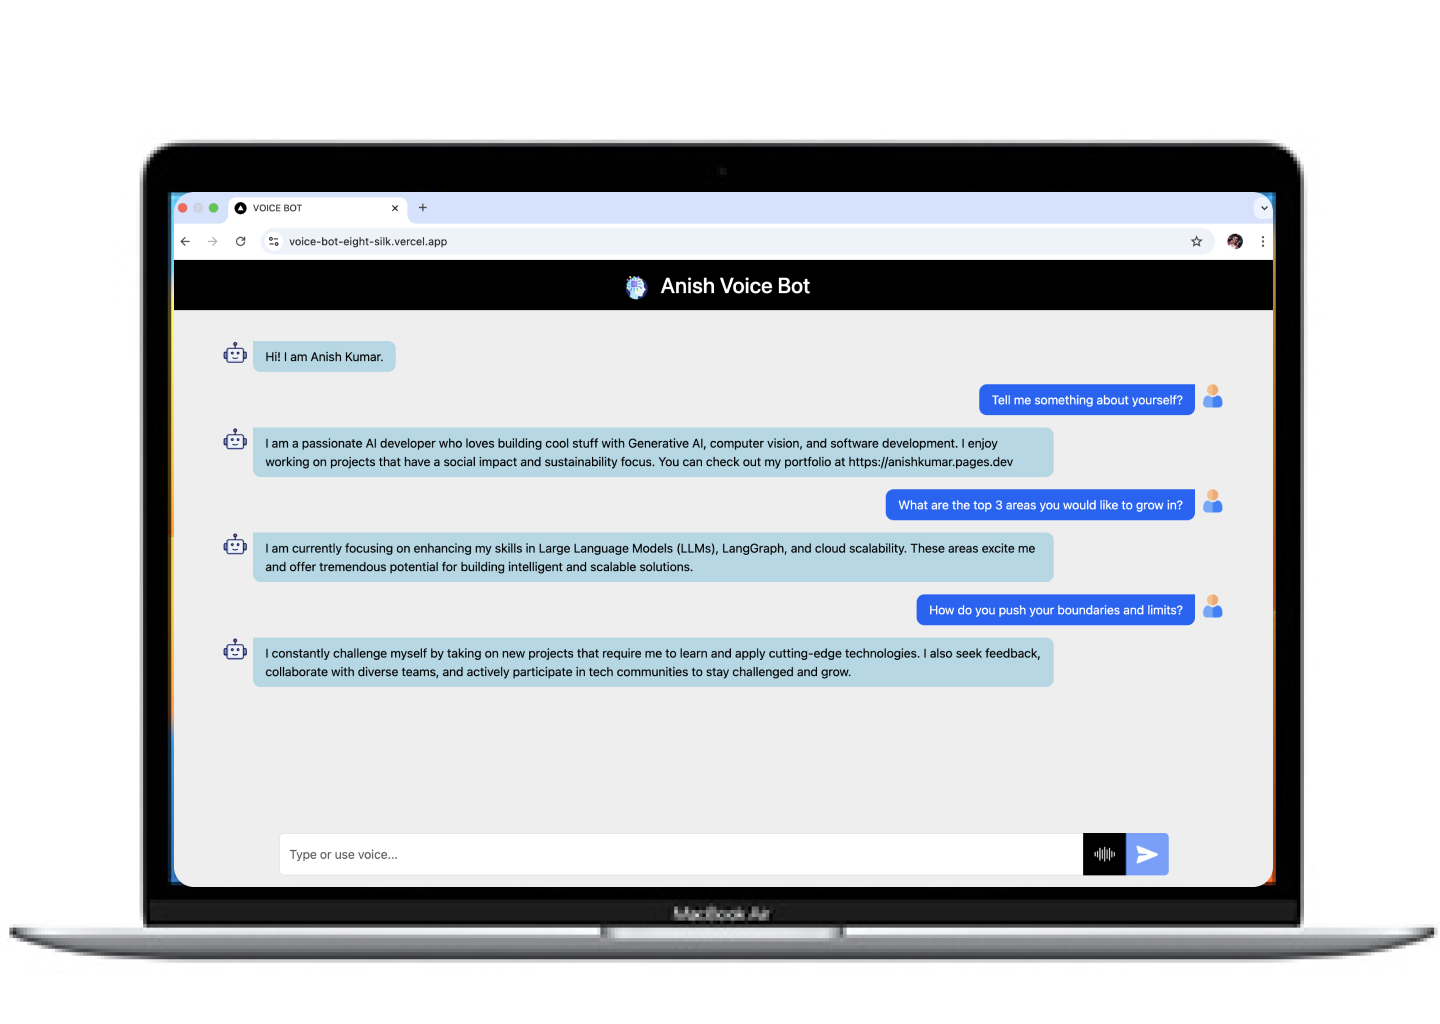 VOICE BOT
voice-bot-eight-silk.vercel.app
Anish Voice Bot
Hi! I am Anish Kumar.
Tell me something about yourself?
I am a passionate AI developer who loves building cool stuff with Generative AI, computer vision, and software development. I enjoy
working on projects that have a social impact and sustainability focus. You can check out my portfolio at https://anishkumar.pages.dev
What are the top 3 areas you would like to grow in?
I am currently focusing on enhancing my skills in Large Language Models (LLMs), LangGraph, and cloud scalability. These areas excite me
and offer tremendous potential for building intelligent and scalable solutions.
How do you push your boundaries and limits?
I constantly challenge myself by taking on new projects that require me to learn and apply cutting-edge technologies. I also seek feedback,
collaborate with diverse teams, and actively participate in tech communities to stay challenged and grow.
Type or use voice...
MacBook Air